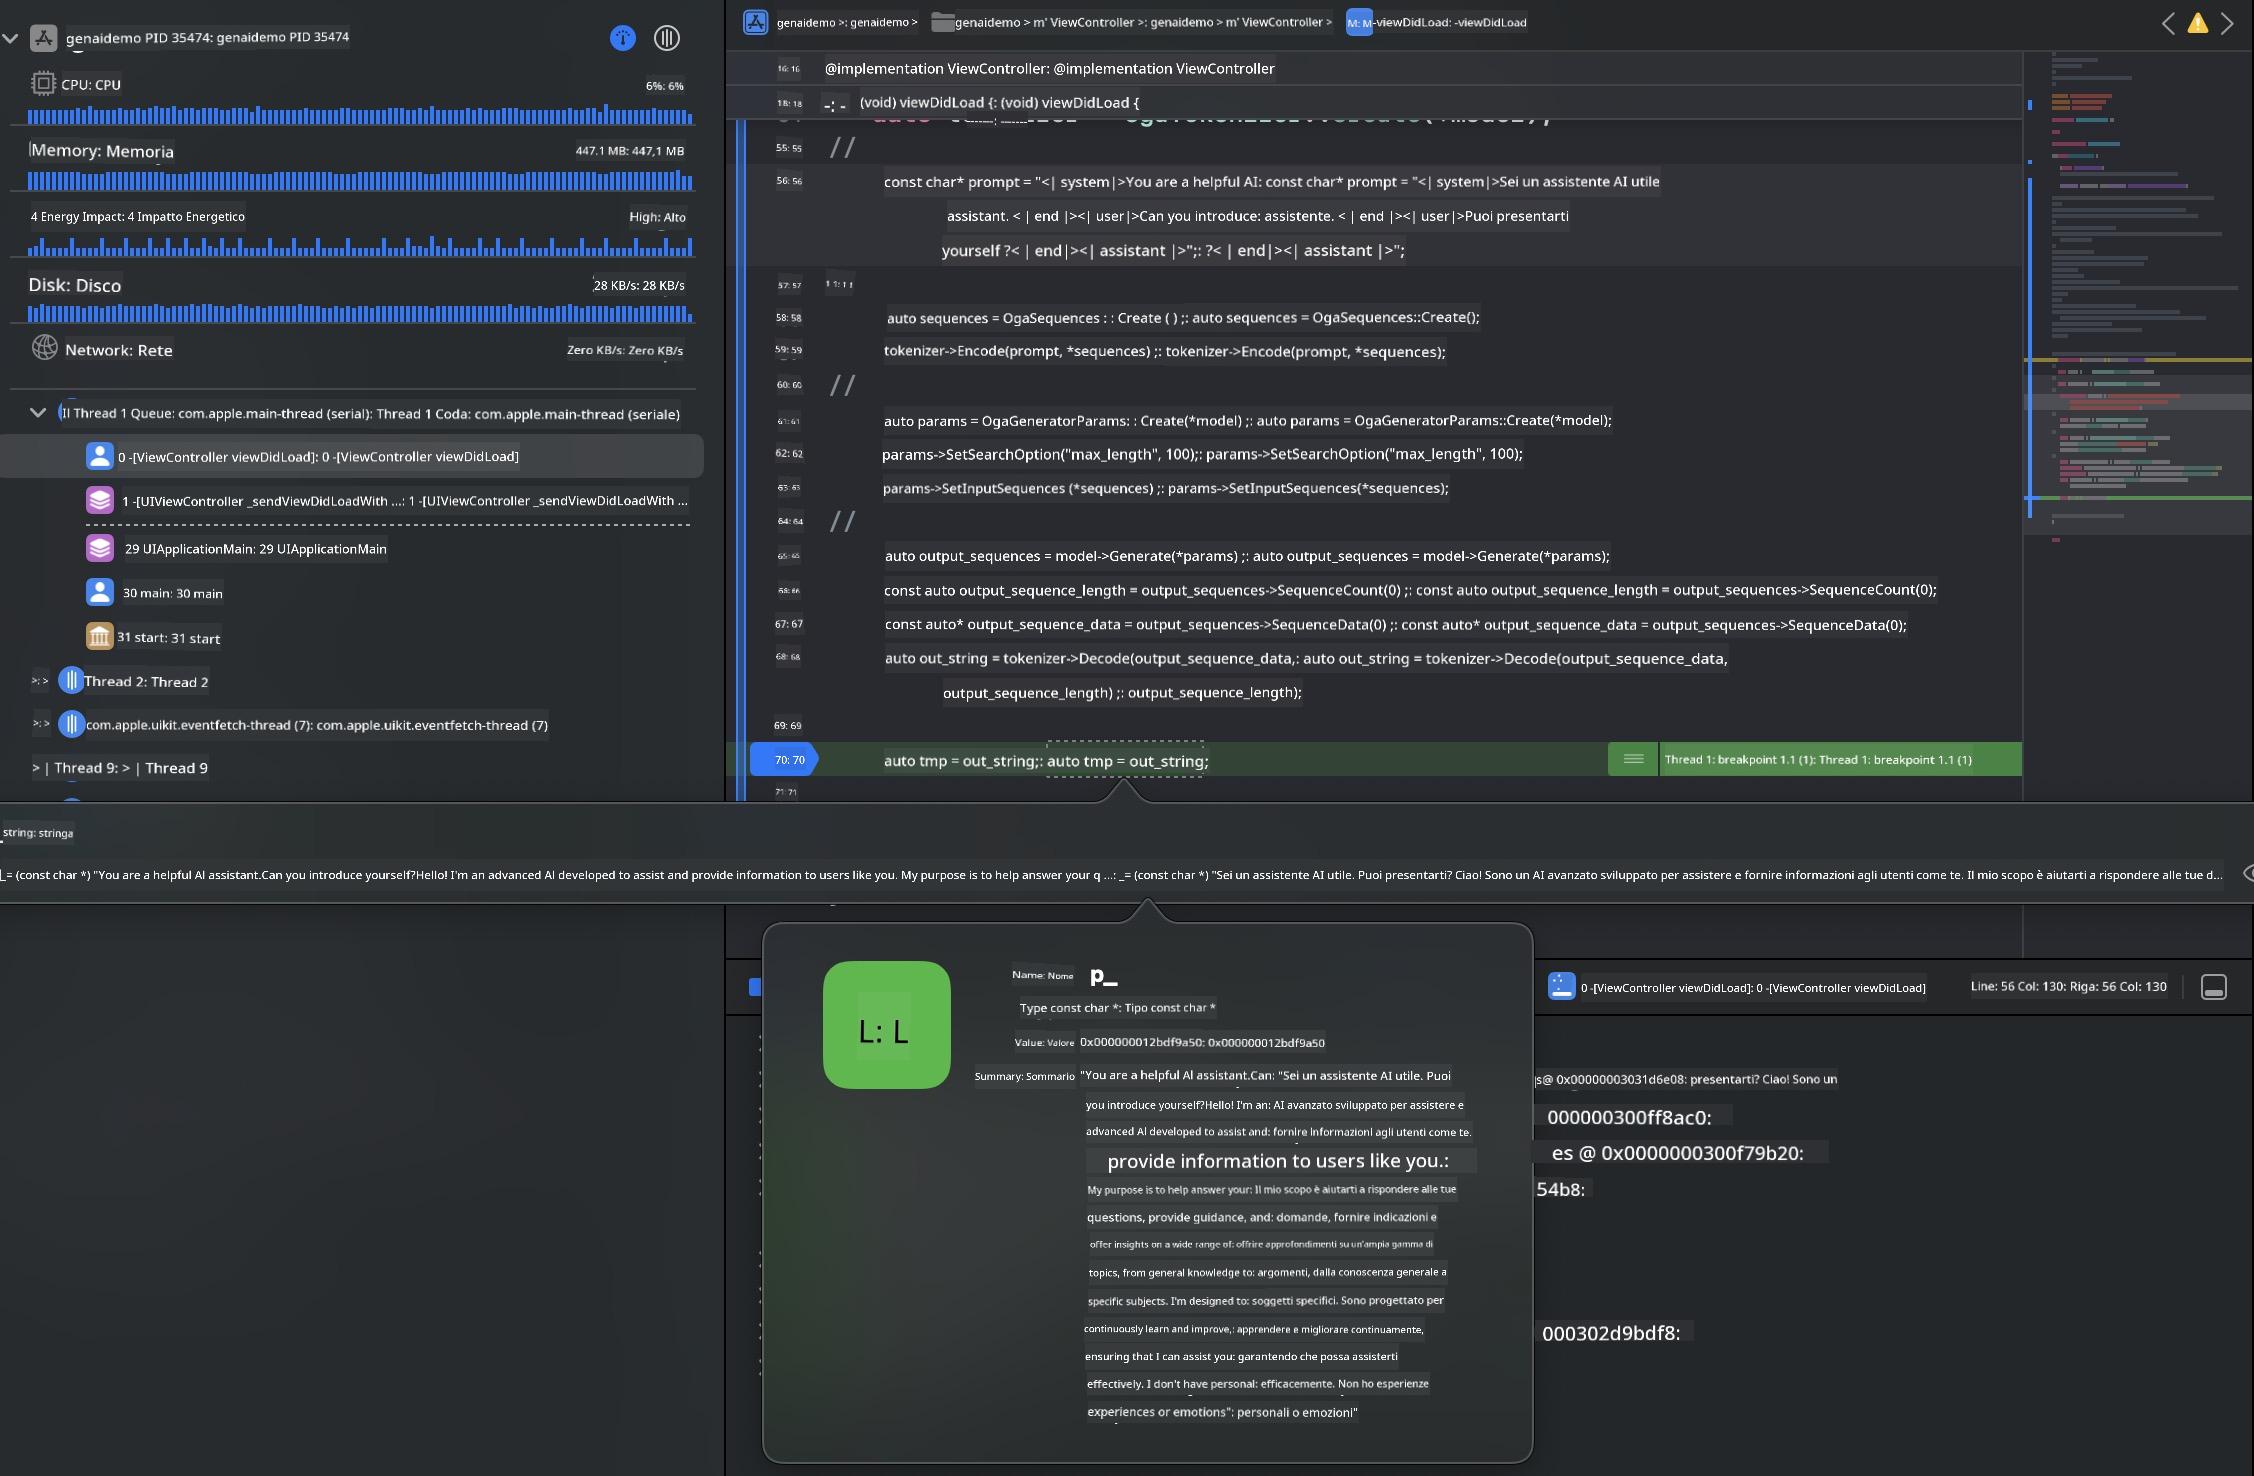 genaidemo PID 35474: genaidemo PID 35474
CPU: CPU
6%: 6%
Memory: Memoria
447.1 MB: 447,1 MB
4 Energy Impact: 4 Impatto Energetico
High: Alto
Disk: Disco
28 KB/s: 28 KB/s
Network: Rete
Zero KB/s: Zero KB/s
Il Thread 1 Queue: com.apple.main-thread (serial): Thread 1 Coda: com.apple.main-thread (seriale)
0 -[ViewController viewDidLoad]: 0 -[ViewController viewDidLoad]
1 -[UIViewController _sendViewDidLoadWith ...: 1 -[UIViewController _sendViewDidLoadWith ...
29 UIApplicationMain: 29 UIApplicationMain
30 main: 30 main
31 start: 31 start
>: > Thread 2: Thread 2
>: > com.apple.uikit.eventfetch-thread (7): com.apple.uikit.eventfetch-thread (7)
> | Thread 9: > | Thread 9
genaidemo >: genaidemo > genaidemo > m' ViewController >: genaidemo > m' ViewController > M: M -viewDidLoad: -viewDidLoad
16: 16 @implementation ViewController: @implementation ViewController
18: 18 -: - (void) viewDidLoad {: (void) viewDidLoad {
55: 55 //
56: 56 const char* prompt = "<| system|>You are a helpful AI: const char* prompt = "<| system|>Sei un assistente AI utile
assistant. < | end |><| user|>Can you introduce: assistente. < | end |><| user|>Puoi presentarti
yourself ?< | end|><| assistant |>";: ?< | end|><| assistant |>";
57: 57 1 1: 1 1
58: 58 auto sequences = OgaSequences : : Create ( ) ;: auto sequences = OgaSequences::Create();
59: 59 tokenizer->Encode(prompt, *sequences) ;: tokenizer->Encode(prompt, *sequences);
60: 60 //
61: 61 auto params = OgaGeneratorParams: : Create(*model) ;: auto params = OgaGeneratorParams::Create(*model);
62: 62 params->SetSearchOption("max_length", 100);: params->SetSearchOption("max_length", 100);
63: 63 params->SetInputSequences (*sequences) ;: params->SetInputSequences(*sequences);
64: 64 //
65: 65 auto output_sequences = model->Generate(*params) ;: auto output_sequences = model->Generate(*params);
66: 66 const auto output_sequence_length = output_sequences->SequenceCount(0) ;: const auto output_sequence_length = output_sequences->SequenceCount(0);
67: 67 const auto* output_sequence_data = output_sequences->SequenceData(0) ;: const auto* output_sequence_data = output_sequences->SequenceData(0);
68: 68 auto out_string = tokenizer->Decode(output_sequence_data,: auto out_string = tokenizer->Decode(output_sequence_data,
output_sequence_length) ;: output_sequence_length);
69: 69
70: 70 auto tmp = out_string;: auto tmp = out_string;
Thread 1: breakpoint 1.1 (1): Thread 1: breakpoint 1.1 (1)
71: 71
string: stringa
_= (const char *) "You are a helpful Al assistant.Can you introduce yourself?Hello! I'm an advanced Al developed to assist and provide information to users like you. My purpose is to help answer your q ...: _= (const char *) "Sei un assistente AI utile. Puoi presentarti? Ciao! Sono un AI avanzato sviluppato per assistere e fornire informazioni agli utenti come te. Il mio scopo è aiutarti a rispondere alle tue d...
L: L
Name: Nome p_
Type const char *: Tipo const char *
Value: Valore 0x000000012bdf9a50: 0x000000012bdf9a50
Summary: Sommario "You are a helpful Al assistant.Can: "Sei un assistente AI utile. Puoi
you introduce yourself?Hello! I'm an: AI avanzato sviluppato per assistere e
advanced Al developed to assist and: fornire informazioni agli utenti come te.
provide information to users like you.:
My purpose is to help answer your: Il mio scopo è aiutarti a rispondere alle tue
questions, provide guidance, and: domande, fornire indicazioni e
offer insights on a wide range of: offrire approfondimenti su un'ampia gamma di
topics, from general knowledge to: argomenti, dalla conoscenza generale a
specific subjects. I'm designed to: soggetti specifici. Sono progettato per
continuously learn and improve,: apprendere e migliorare continuamente,
ensuring that I can assist you: garantendo che possa assisterti
effectively. I don't have personal: efficacemente. Non ho esperienze
experiences or emotions": personali o emozioni"
0 -[ViewController viewDidLoad]: 0 -[ViewController viewDidLoad]
Line: 56 Col: 130: Riga: 56 Col: 130
s@ 0x00000003031d6e08: presentarti? Ciao! Sono un
000000300ff8ac0:
es @ 0x0000000300f79b20:
54b8:
000302d9bdf8: